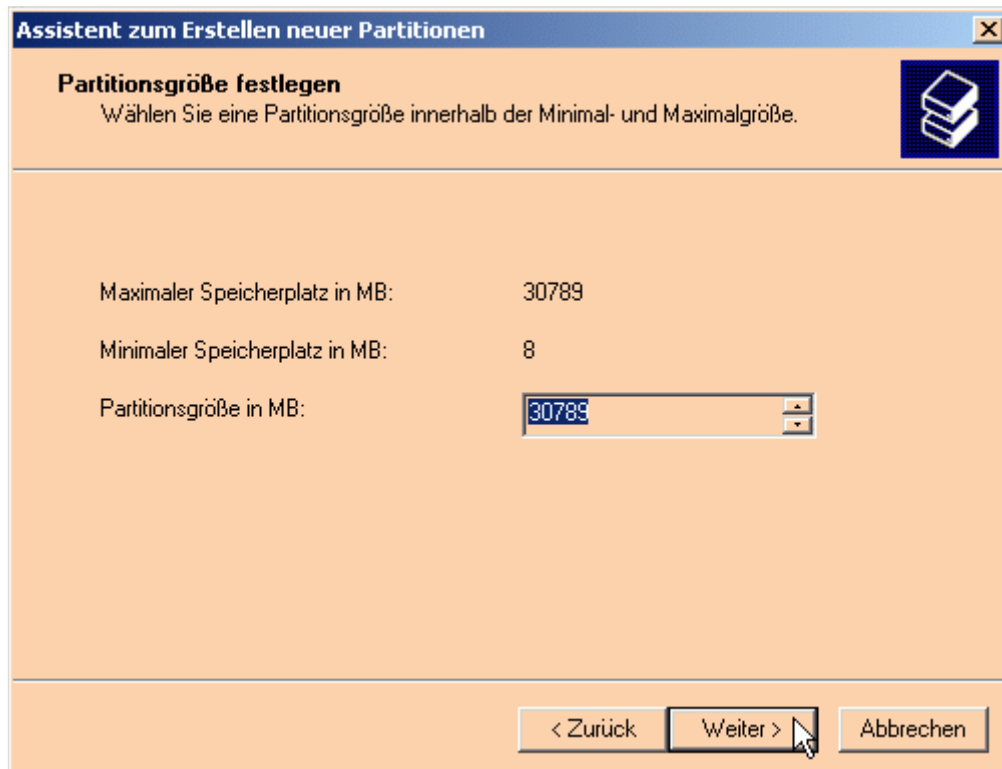 Assistent zum Erstellen neuer Partitionen
Partitionsgröße festlegen
Wählen Sie eine Partitionsgröße innerhalb der Minimal- und Maximalgröße.
Maximaler Speicherplatz in MB: 30789
Minimaler Speicherplatz in MB: 8
Partitionsgröße in MB: 30789
< Zurück Weiter > Abbrechen